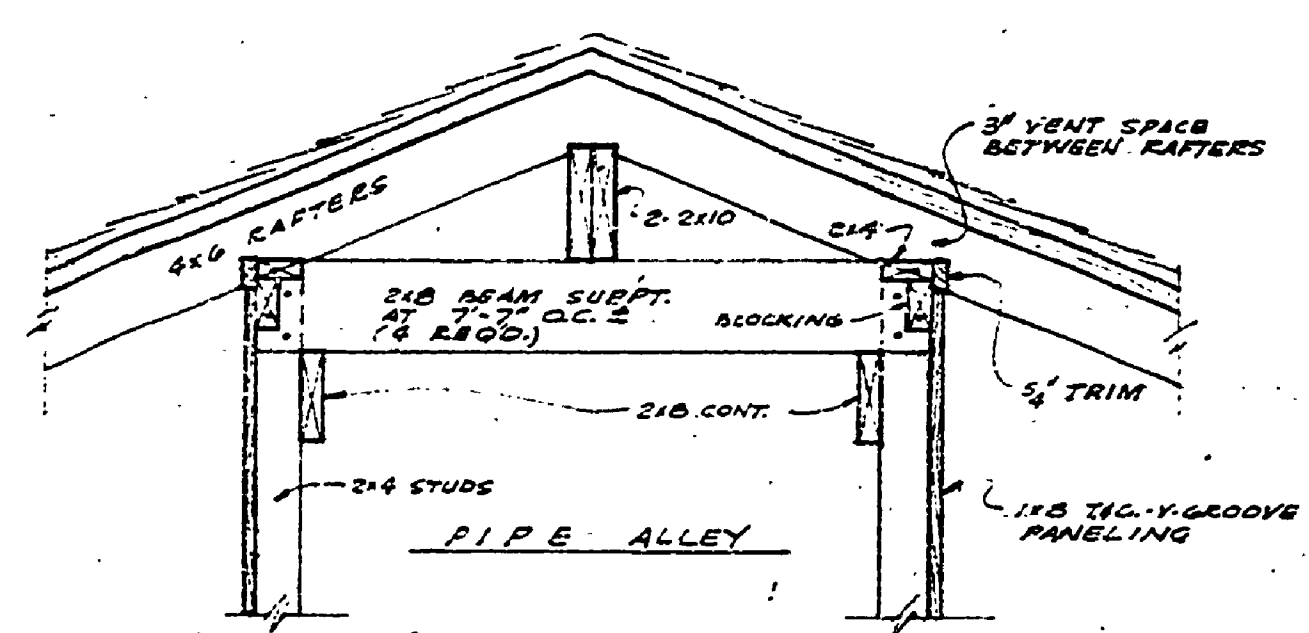 3" VENT SPACE
BETWEEN RAFTERS
4x6 RAFTERS
2-2x10
2x4
2x8 BEAM SUPPT.
AT 7'-7" O.C. ±
(4 REQ'D.)
BLOCKING
5/4" TRIM
2x8 CONT.
2x4 STUDS
1x8 T.&G.-V-GROOVE
PANELING
PIPE ALLEY